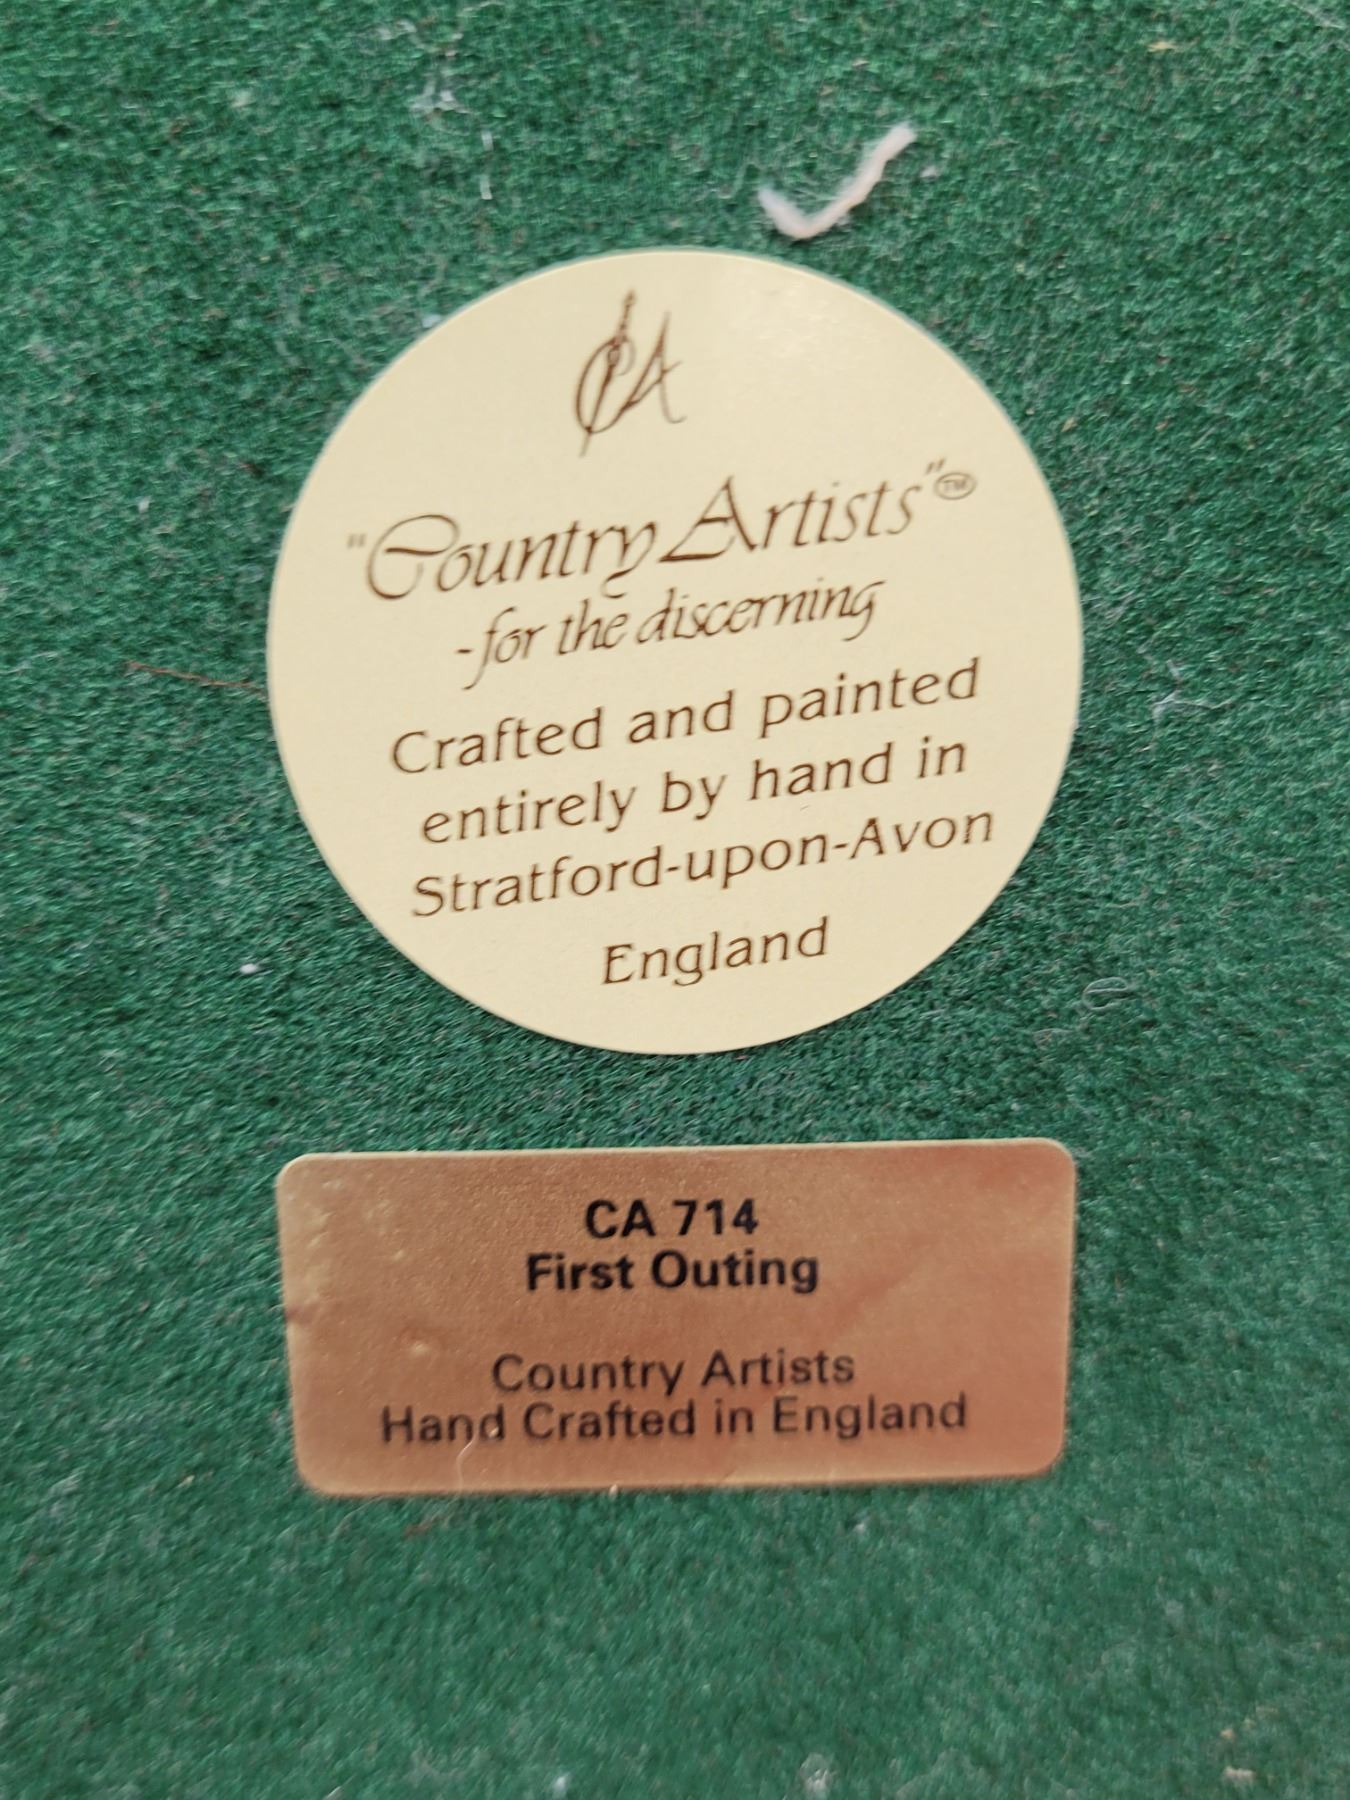 CA
"Country Artists" TM
-for the discerning
Crafted and painted
entirely by hand in
Stratford-upon-Avon
England
CA 714
First Outing
Country Artists
Hand Crafted in England